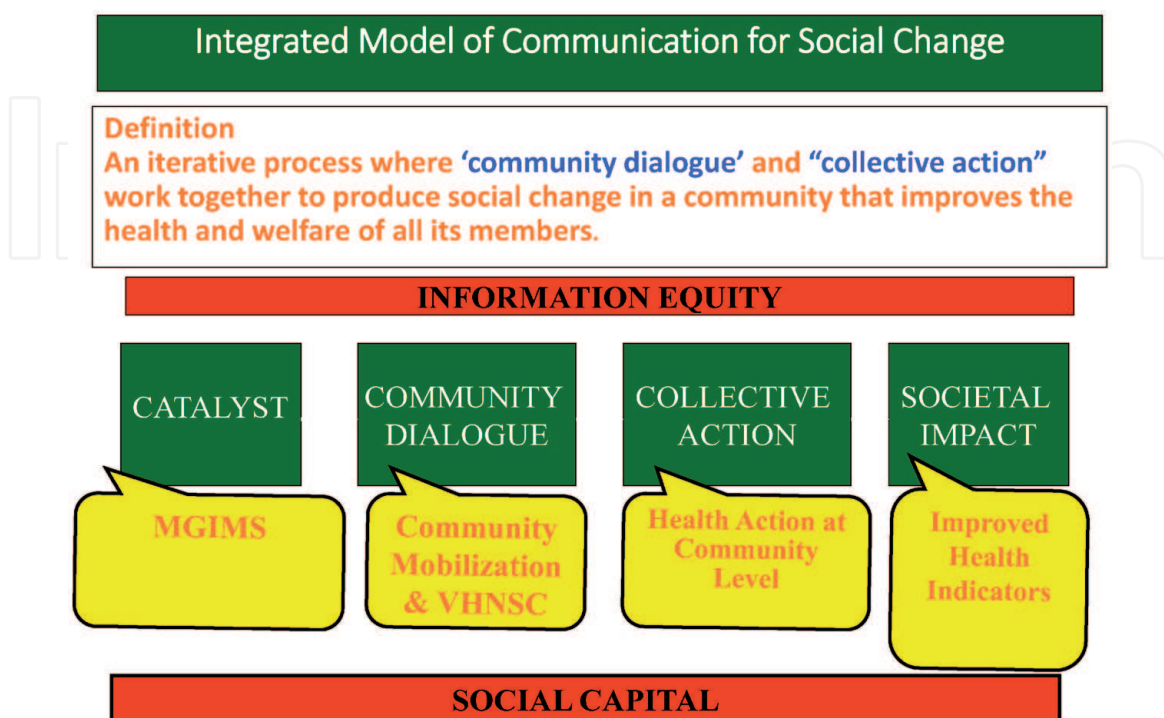 Integrated Model of Communication for Social Change
Definition
An iterative process where ‘community dialogue’ and “collective action”
work together to produce social change in a community that improves the
health and welfare of all its members.
INFORMATION EQUITY
CATALYST
COMMUNITY
DIALOGUE
COLLECTIVE
ACTION
SOCIETAL
IMPACT
MGIMS
Community
Mobilization
& VHNSC
Health Action at
Community
Level
Improved
Health
Indicators
SOCIAL CAPITAL